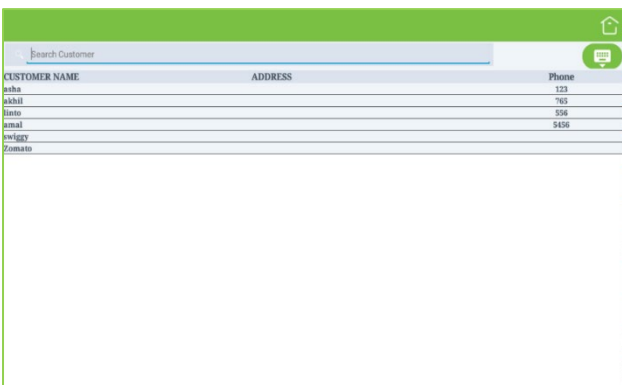 Search Customer
CUSTOMER NAME ADDRESS Phone
asha 123
akhil 765
linto 556
amal 5456
swiggy
Zomato